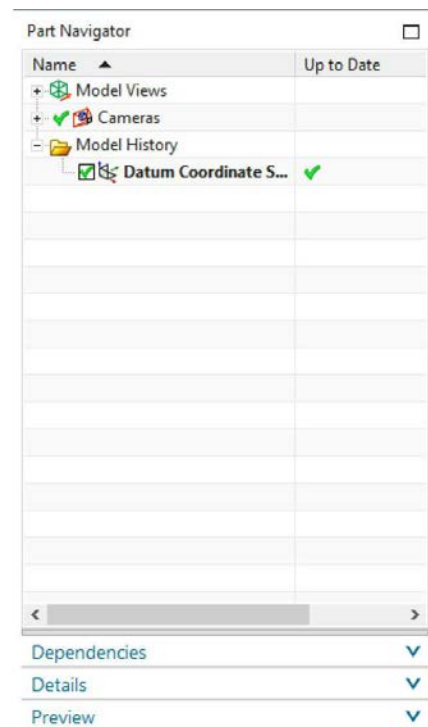 Part Navigator
Name Up to Date
Model Views
Cameras
Model History
Datum Coordinate S...
Dependencies
Details
Preview